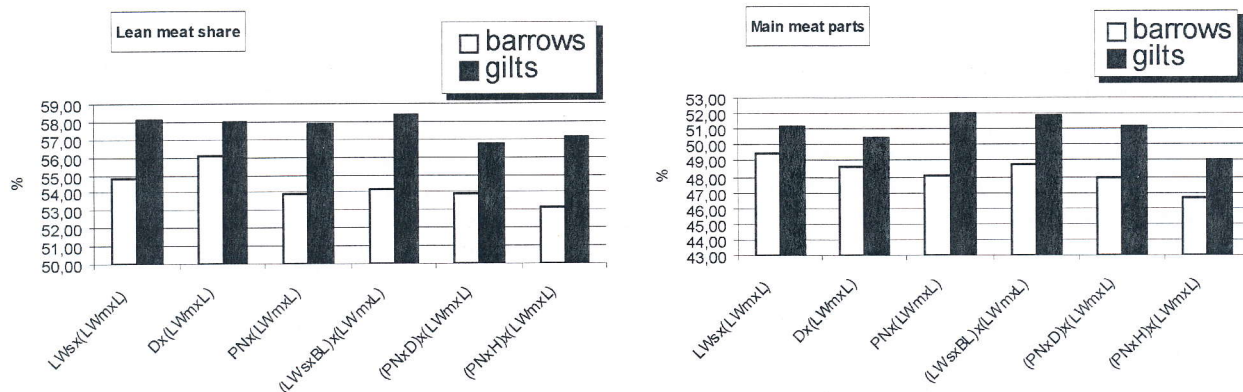 Lean meat share
barrows
gilts
%
59,00
58,00
57,00
56,00
55,00
54,00
53,00
52,00
51,00
50,00
LWsx(LWmxL)
Dx(LWmxL)
PNx(LWmxL)
(LWsxBL)x(LWmxL)
(PNxD)x(LWmxL)
(PNxH)x(LWmxL)
Main meat parts
barrows
gilts
%
53,00
52,00
51,00
50,00
49,00
48,00
47,00
46,00
45,00
44,00
43,00
LWsx(LWmxL)
Dx(LWmxL)
PNx(LWmxL)
(LWsxBL)x(LWmxL)
(PNxD)x(LWmxL)
(PNxH)x(LWmxL)